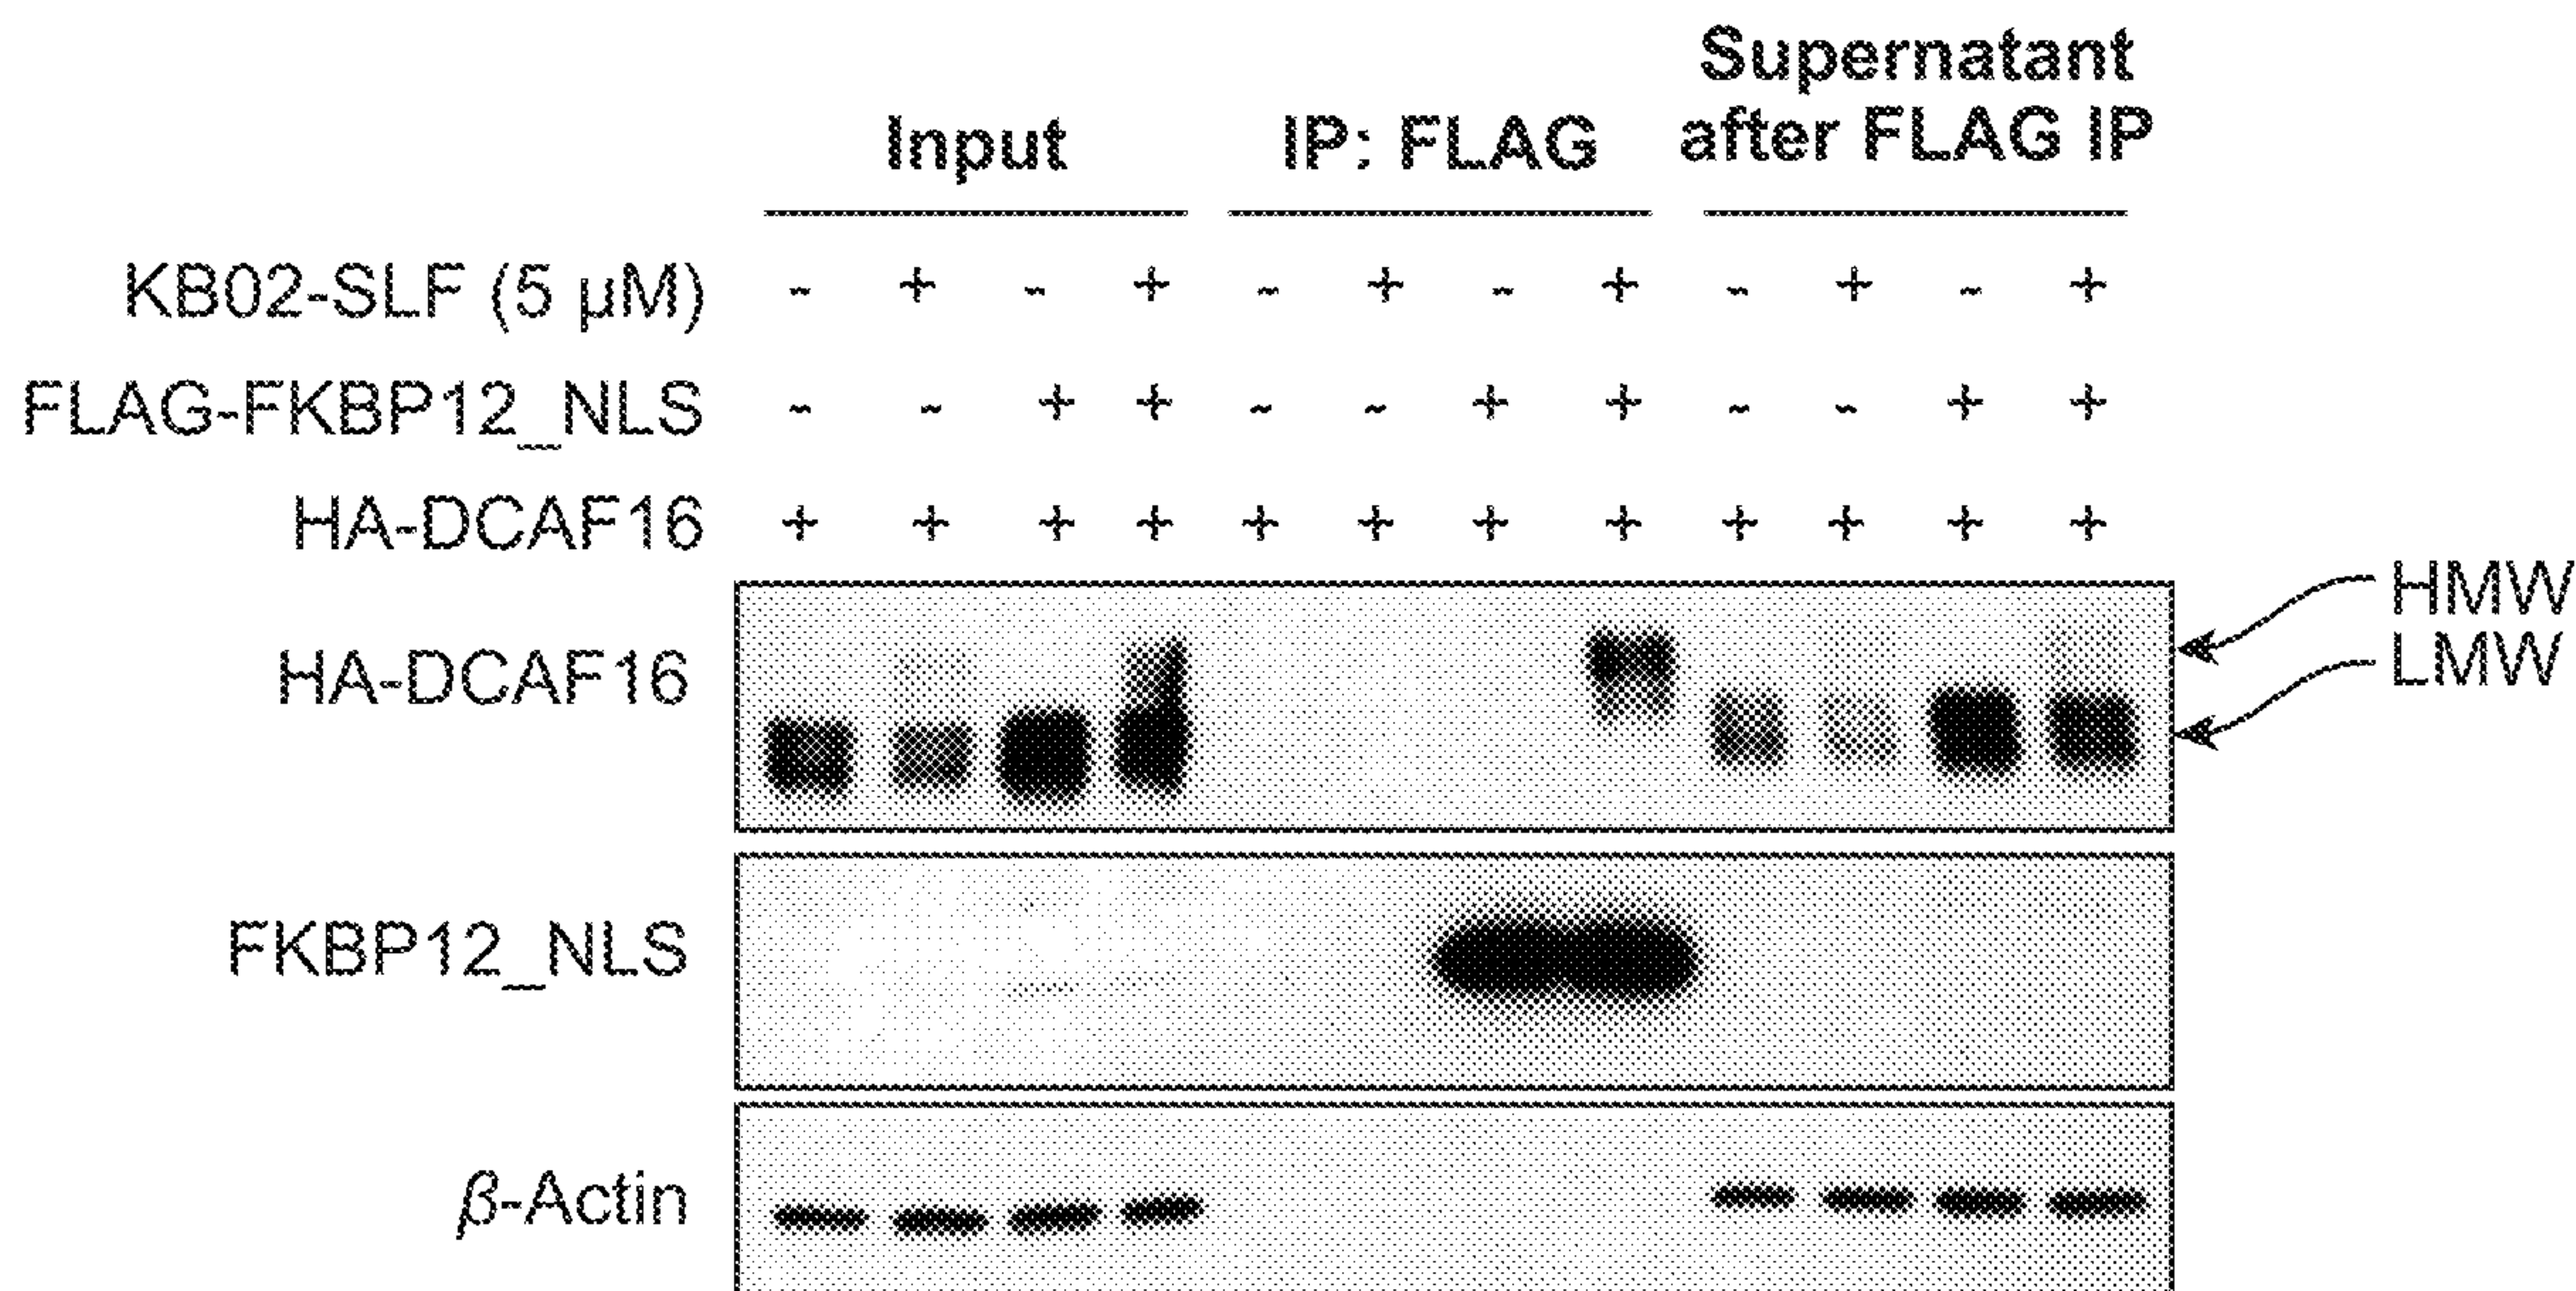 Supernatant
Input IP: FLAG after FLAG IP
KB02-SLF (5 μM) - + - + - + - + - + - +
FLAG-FKBP12_NLS - - + + - - + + - - + +
HA-DCAF16 + + + + + + + + + + + +
HMW
HA-DCAF16 LMW
FKBP12_NLS
β-Actin